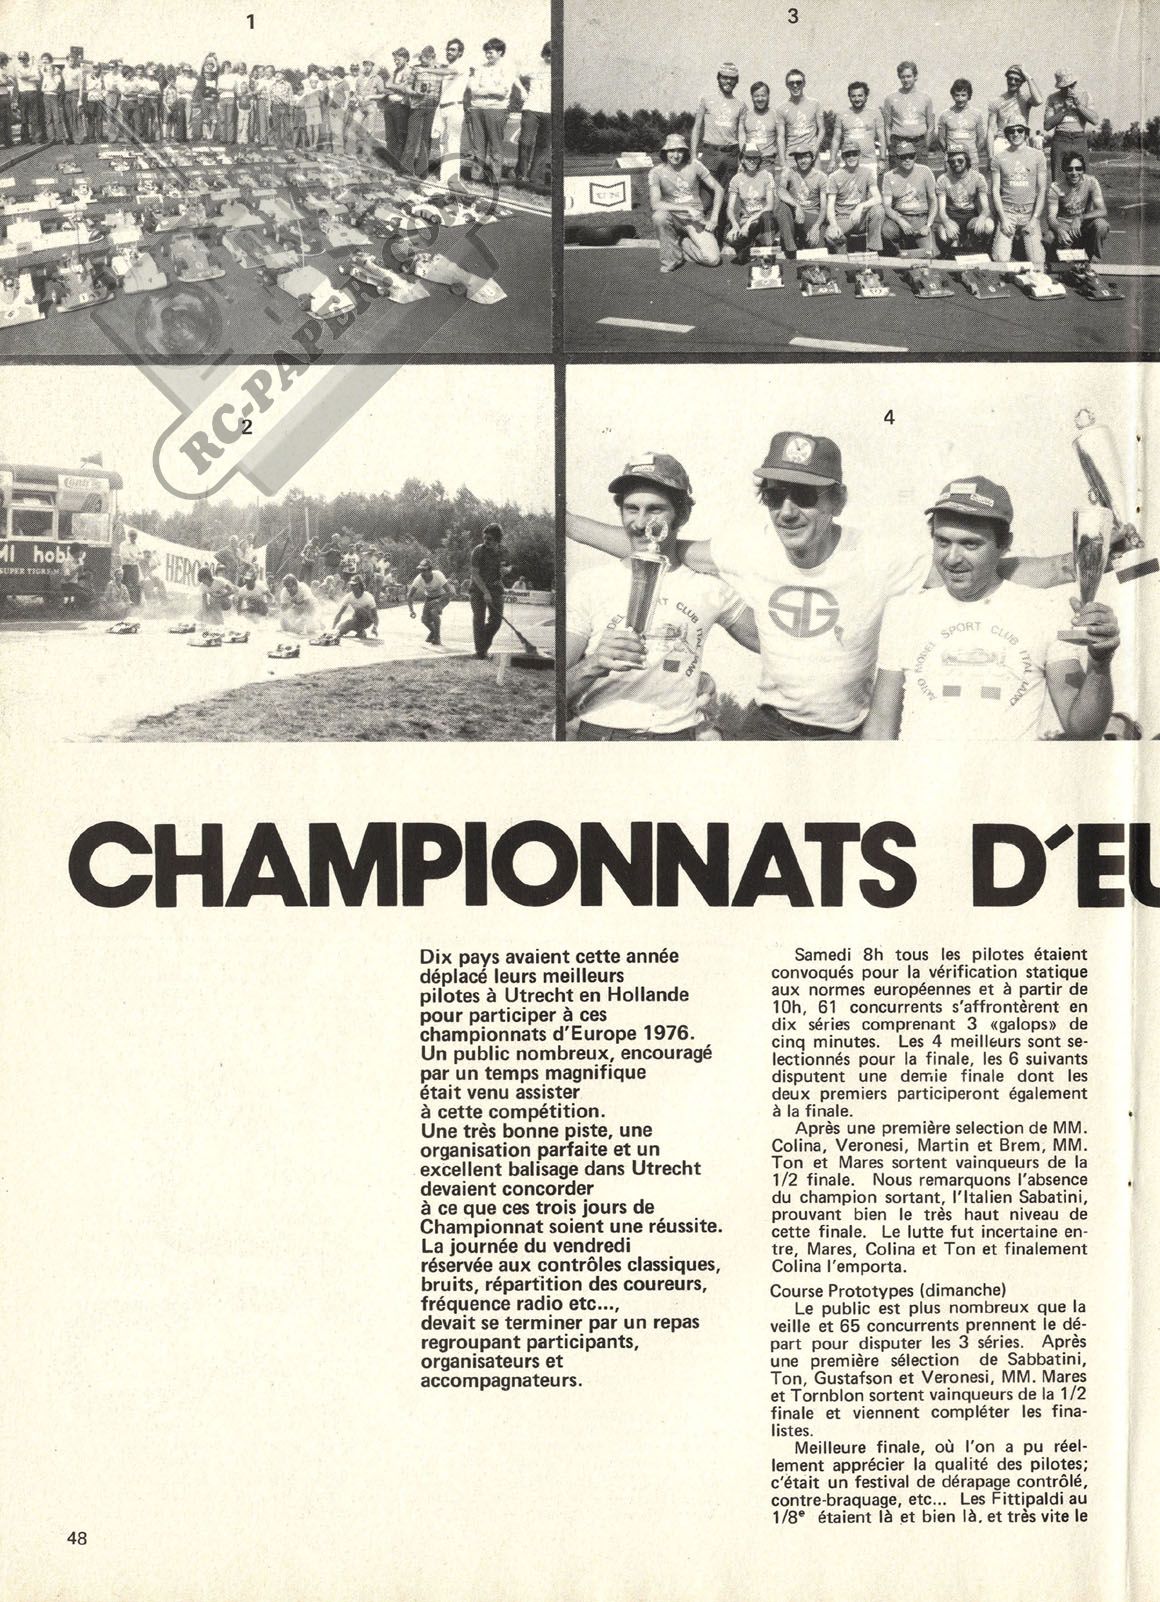 1
3
RC-PAPER.COM
2
4
MI hobby
SUPER TIGRE
HERO
SG
MODEL SPORT CLUB ITALIANO
CHAMPIONNATS D'EU
Dix pays avaient cette année
déplacé leurs meilleurs
pilotes à Utrecht en Hollande
pour participer à ces
championnats d'Europe 1976.
Un public nombreux, encouragé
par un temps magnifique
était venu assister
à cette compétition.
Une très bonne piste, une
organisation parfaite et un
excellent balisage dans Utrecht
devaient concorder
à ce que ces trois jours de
Championnat soient une réussite.
La journée du vendredi
réservée aux contrôles classiques,
bruits, répartition des coureurs,
fréquence radio etc...,
devait se terminer par un repas
regroupant participants,
organisateurs et
accompagnateurs.
Samedi 8h tous les pilotes étaient
convoqués pour la vérification statique
aux normes européennes et à partir de
10h, 61 concurrents s'affrontèrent en
dix séries comprenant 3 «galops» de
cinq minutes. Les 4 meilleurs sont se-
lectionnés pour la finale, les 6 suivants
disputent une demie finale dont les
deux premiers participeront également
à la finale.
Après une première selection de MM.
Colina, Veronesi, Martin et Brem, MM.
Ton et Mares sortent vainqueurs de la
1/2 finale. Nous remarquons l'absence
du champion sortant, l'Italien Sabatini,
prouvant bien le très haut niveau de
cette finale. Le lutte fut incertaine en-
tre, Mares, Colina et Ton et finalement
Colina l'emporta.
Course Prototypes (dimanche)
Le public est plus nombreux que la
veille et 65 concurrents prennent le dé-
part pour disputer les 3 séries. Après
une première sélection de Sabbatini,
Ton, Gustafson et Veronesi, MM. Mares
et Tornblon sortent vainqueurs de la 1/2
finale et viennent compléter les fina-
listes.
Meilleure finale, où l'on a pu réel-
lement apprécier la qualité des pilotes;
c'était un festival de dérapage contrôlé,
contre-braquage, etc... Les Fittipaldi au
1/8e étaient là et bien là, et très vite le
48